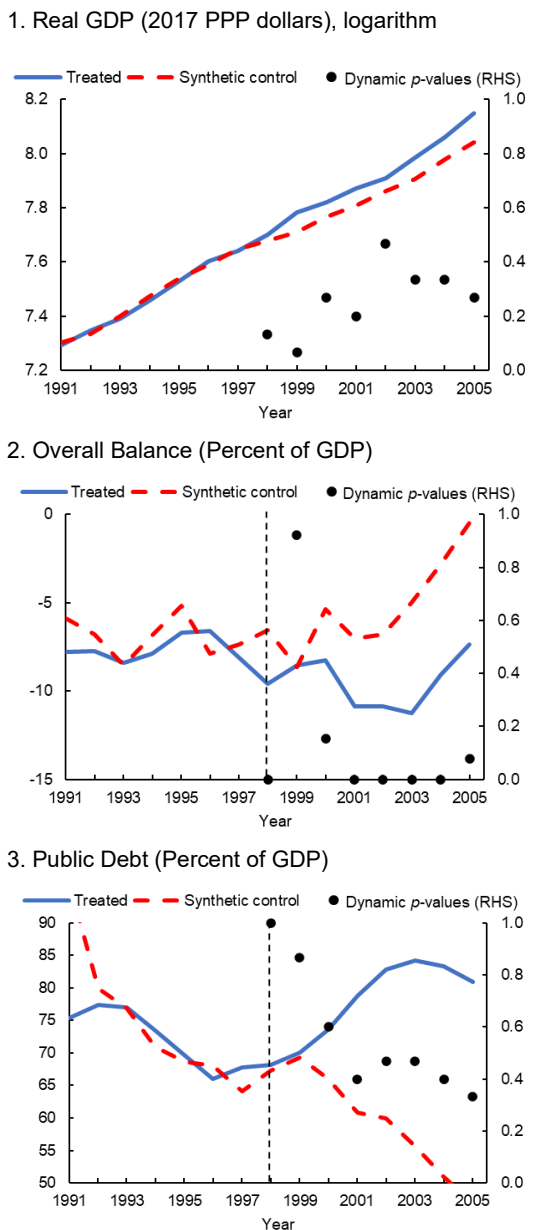 1. Real GDP (2017 PPP dollars), logarithm
Treated Synthetic control Dynamic p-values (RHS)
8.2 1.0
8.0 0.8
7.8 0.6
7.6 0.4
7.4 0.2
7.2 0.0
1991 1993 1995 1997 1999 2001 2003 2005
Year
2. Overall Balance (Percent of GDP)
Treated Synthetic control Dynamic p-values (RHS)
0 1.0
0.8
-5
0.6
0.4
-10
0.2
-15 0.0
1991 1993 1995 1997 1999 2001 2003 2005
Year
3. Public Debt (Percent of GDP)
Treated Synthetic control Dynamic p-values (RHS)
90 1.0
85
80 0.8
75
70 0.6
65 0.4
60
55 0.2
50 0.0
1991 1993 1995 1997 1999 2001 2003 2005
Year